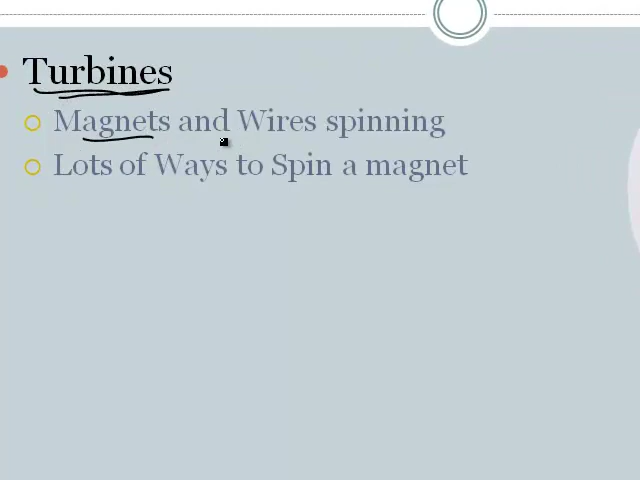 Turbines
Magnets and Wires spinning
Lots of Ways to Spin a magnet